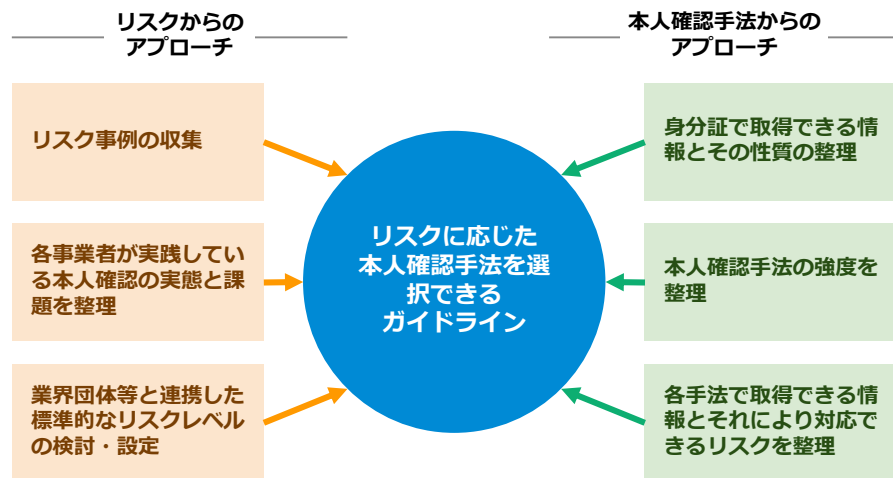 リスクからの
アプローチ
本人確認手法からの
アプローチ
リスク事例の収集
各事業者が実践してい
る本人確認の実態と課
題を整理
業界団体等と連携した
標準的なリスクレベル
の検討・設定
リスクに応じた
本人確認手法を選
択できる
ガイドライン
身分証で取得できる情
報とその性質の整理
本人確認手法の強度を
整理
各手法で取得できる情
報とそれにより対応で
きるリスクを整理